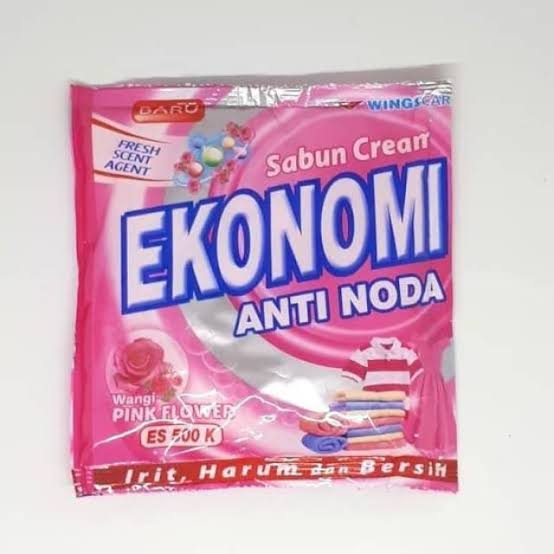 BARU
WINGS CARE
FRESH
SCENT
AGENT
Sabun Cream
EKONOMI
ANTI NODA
Wangi
PINK FLOWER
ES 500 K
Irit, Harum dan Bersih